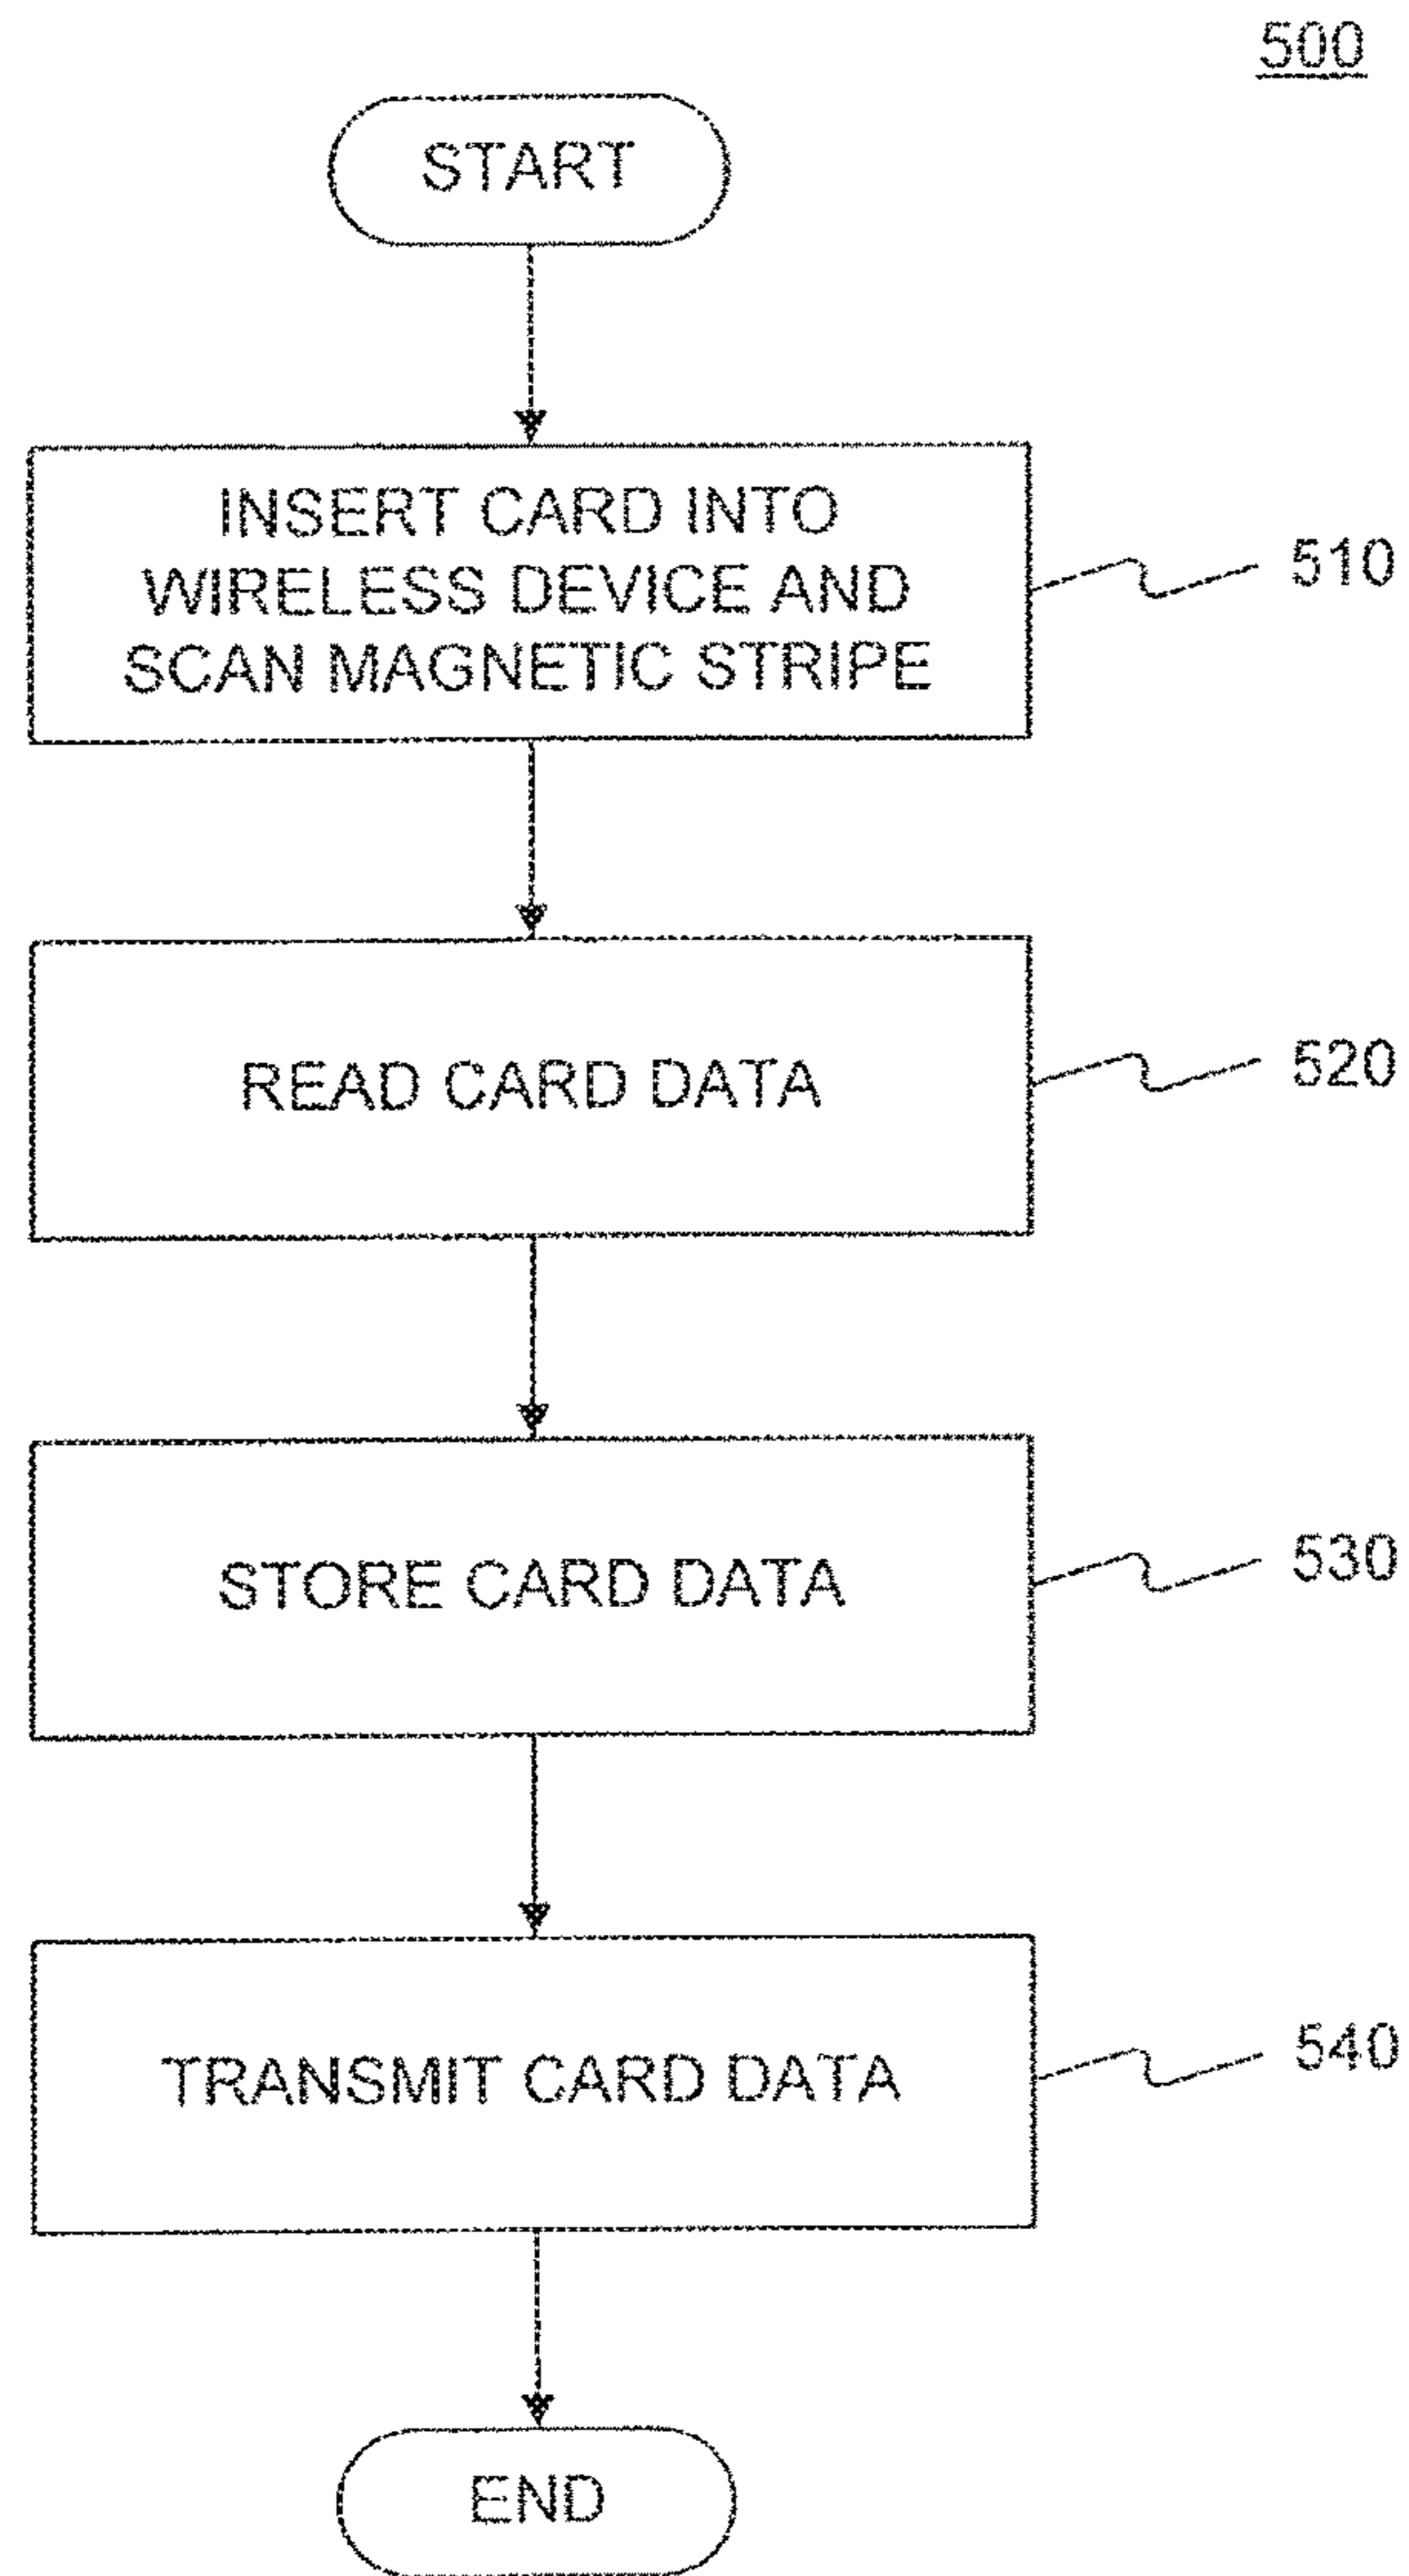 500
START
INSERT CARD INTO
WIRELESS DEVICE AND
SCAN MAGNETIC STRIPE
510
READ CARD DATA
520
STORE CARD DATA
530
TRANSMIT CARD DATA
540
END